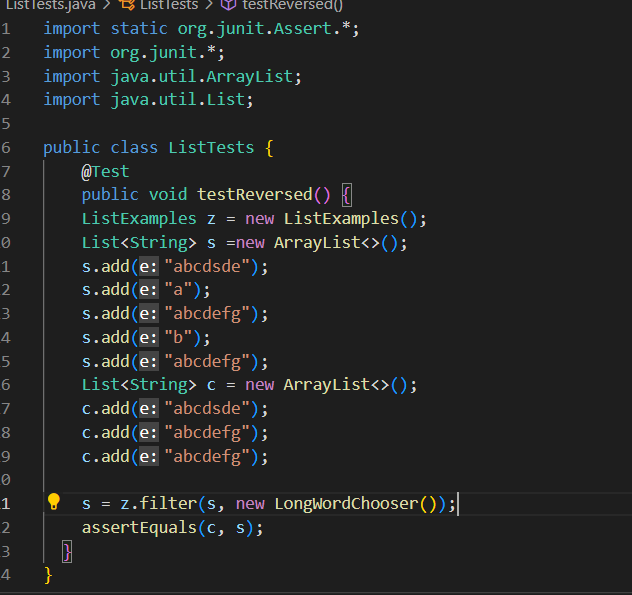 ListTests.java > ListTests > testReversed()
1 import static org.junit.Assert.*;
2 import org.junit.*;
3 import java.util.ArrayList;
4 import java.util.List;
5
6 public class ListTests {
7 @Test
8 public void testReversed() {
9 ListExamples z = new ListExamples();
0 List<String> s =new ArrayList<>();
1 s.add(e: "abcdsde");
2 s.add(e: "a");
3 s.add(e: "abcdefg");
4 s.add(e: "b");
5 s.add(e: "abcdefg");
6 List<String> c = new ArrayList<>();
7 c.add(e: "abcdsde");
8 c.add(e: "abcdefg");
9 c.add(e: "abcdefg");
0
1 s = z.filter(s, new LongWordChooser());
2 assertEquals(c, s);
3 }
4 }